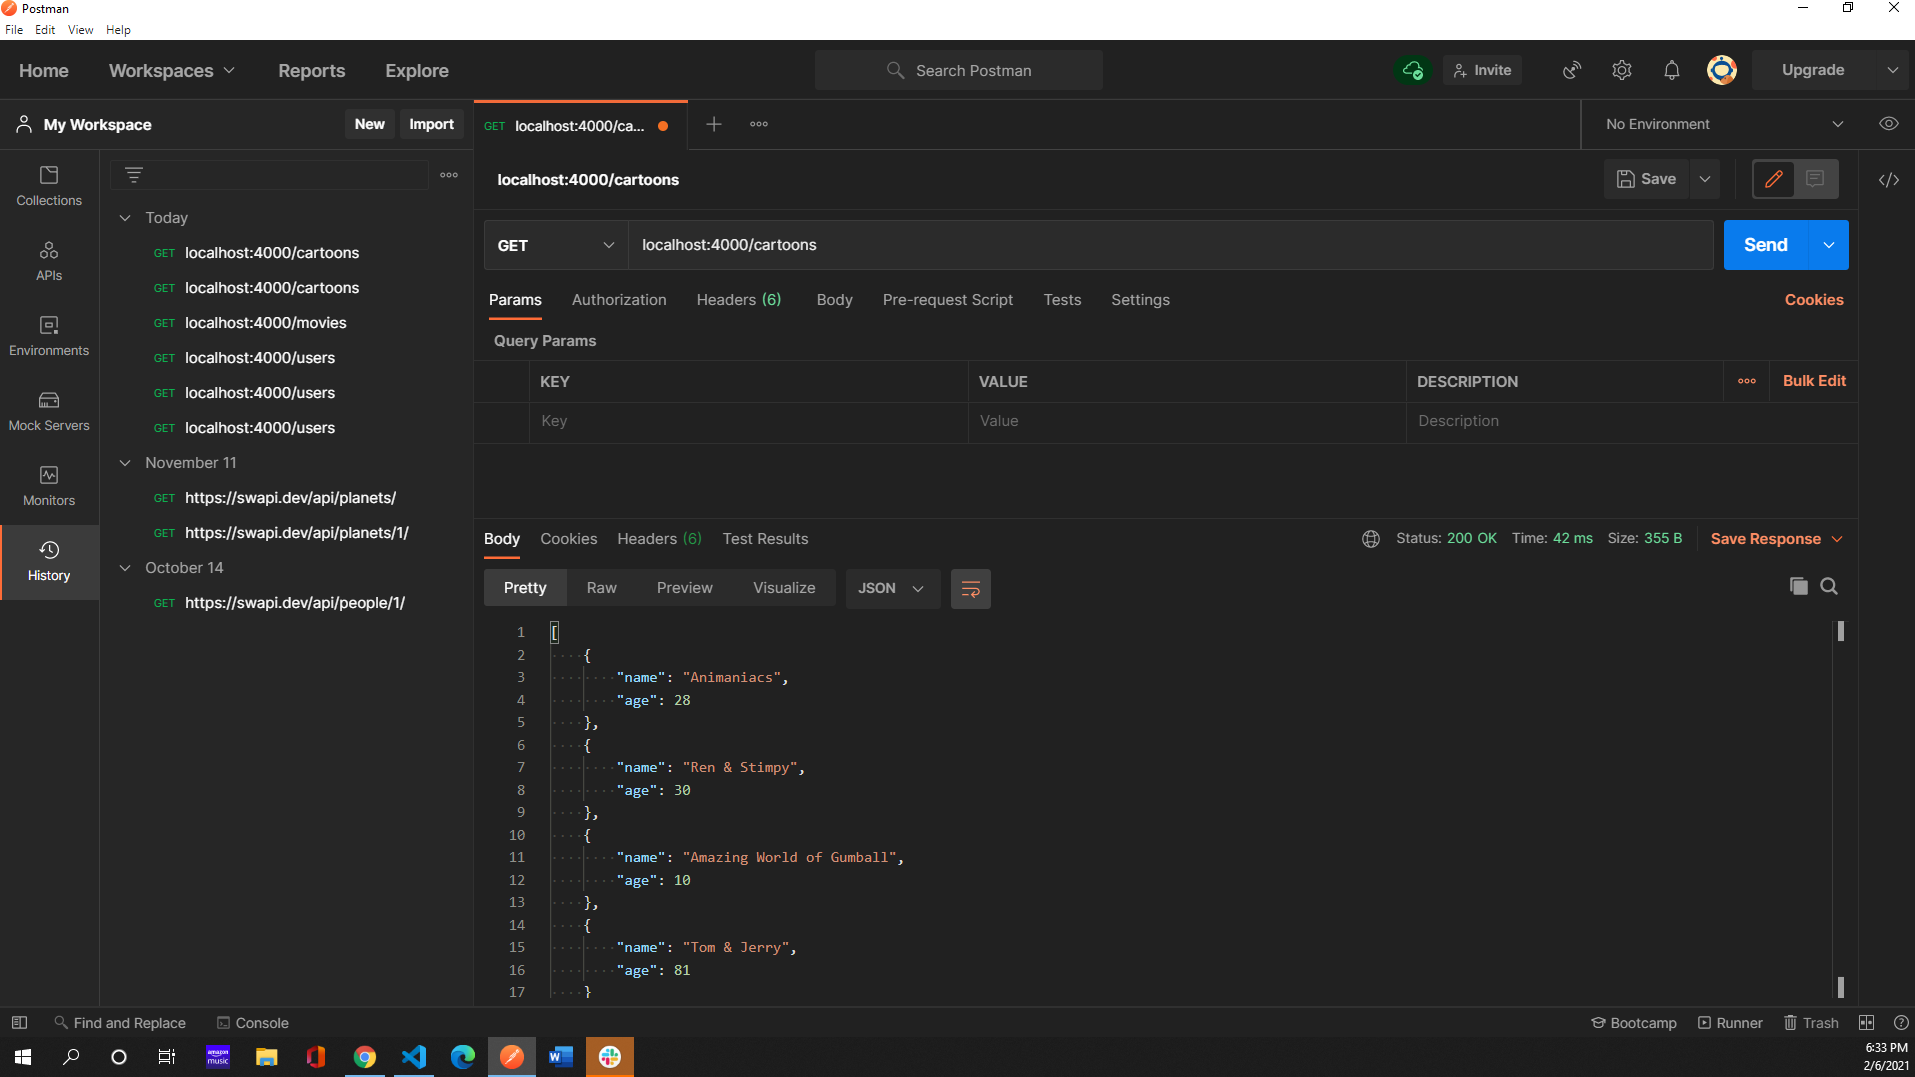 Postman
File Edit View Help
Home Workspaces Reports Explore Search Postman Invite Upgrade
My Workspace New Import GET localhost:4000/ca... No Environment
localhost:4000/cartoons Save
Collections
APIs
Environments
Mock Servers
Monitors
History
Today
GET localhost:4000/cartoons
GET localhost:4000/cartoons
GET localhost:4000/movies
GET localhost:4000/users
GET localhost:4000/users
GET localhost:4000/users
November 11
GET https://swapi.dev/api/planets/
GET https://swapi.dev/api/planets/1/
October 14
GET https://swapi.dev/api/people/1/
GET localhost:4000/cartoons Send
Params Authorization Headers (6) Body Pre-request Script Tests Settings Cookies
Query Params
KEY VALUE DESCRIPTION Bulk Edit
Key Value Description
Body Cookies Headers (6) Test Results Status: 200 OK Time: 42 ms Size: 355 B Save Response
Pretty Raw Preview Visualize JSON
1 [
2 {
3 "name": "Animaniacs",
4 "age": 28
5 },
6 {
7 "name": "Ren & Stimpy",
8 "age": 30
9 },
10 {
11 "name": "Amazing World of Gumball",
12 "age": 10
13 },
14 {
15 "name": "Tom & Jerry",
16 "age": 81
17 }
Find and Replace Console Bootcamp Runner Trash
amazon music
6:33 PM
2/6/2021